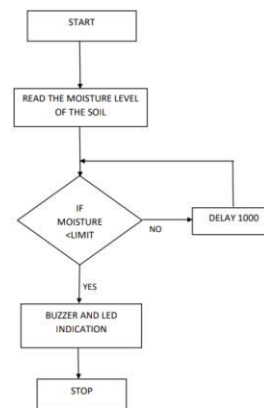 START
READ THE MOISTURE LEVEL
OF THE SOIL
IF
MOISTURE
<LIMIT
NO
DELAY 1000
YES
BUZZER AND LED
INDICATION
STOP